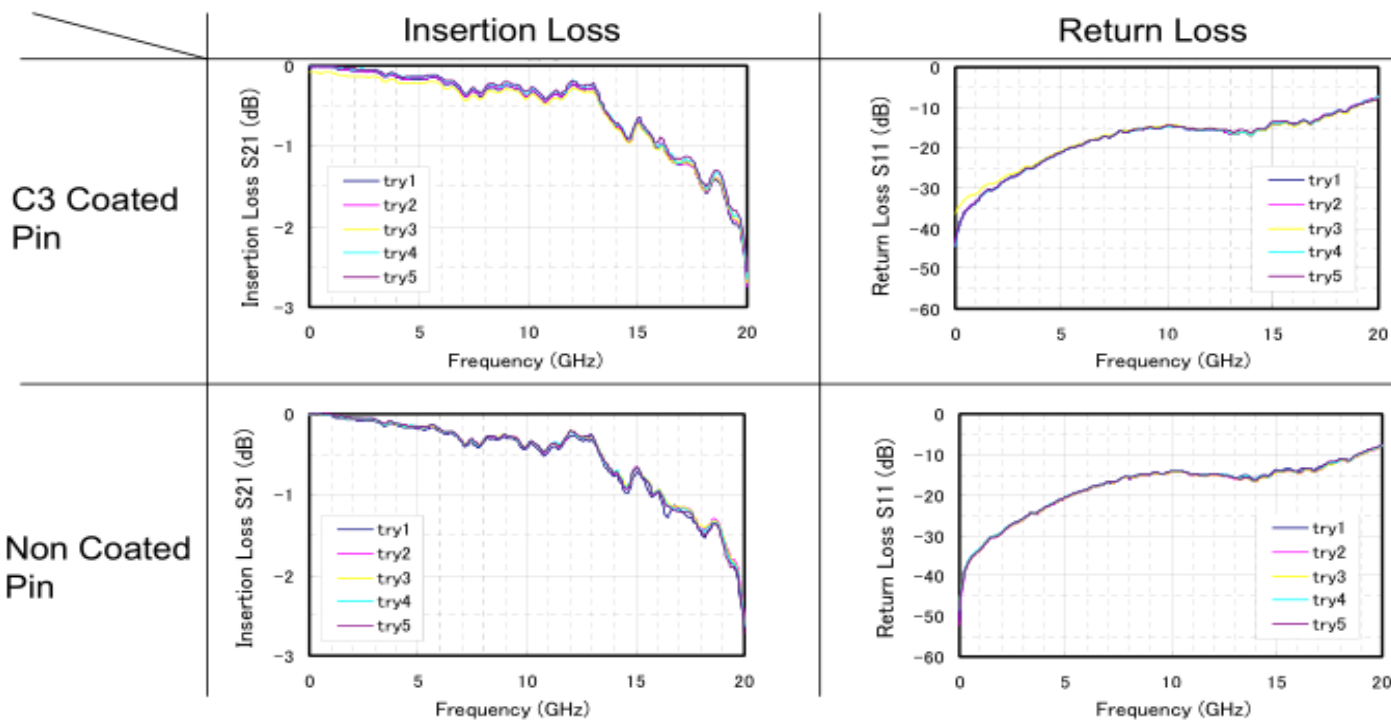 Insertion Loss
Return Loss
C3 Coated
Pin
Insertion Loss S21 (dB)
0
-1
-2
-3
try1
try2
try3
try4
try5
0
5
10
15
20
Frequency (GHz)
Return Loss S11 (dB)
0
-10
-20
-30
-40
-50
-60
try1
try2
try3
try4
try5
0
5
10
15
20
Frequency (GHz)
Non Coated
Pin
Insertion Loss S21 (dB)
0
-1
-2
-3
try1
try2
try3
try4
try5
0
5
10
15
20
Frequency (GHz)
Return Loss S11 (dB)
0
-10
-20
-30
-40
-50
-60
try1
try2
try3
try4
try5
0
5
10
15
20
Frequency (GHz)